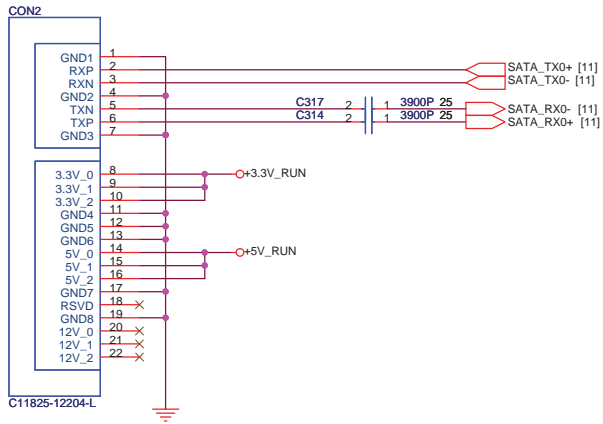 CON2
GND1 1
RXP 2 SATA_TX0+ [11]
RXN 3 SATA_TX0- [11]
GND2 4
TXN 5 C317 2 1 3900P 25 SATA_RX0- [11]
TXP 6 C314 2 1 3900P 25 SATA_RX0+ [11]
GND3 7
3.3V_0 8 +3.3V_RUN
3.3V_1 9
3.3V_2 10
GND4 11
GND5 12
GND6 13
5V_0 14 +5V_RUN
5V_1 15
5V_2 16
GND7 17
RSVD 18
GND8 19
12V_0 20
12V_1 21
12V_2 22
C11825-12204-L